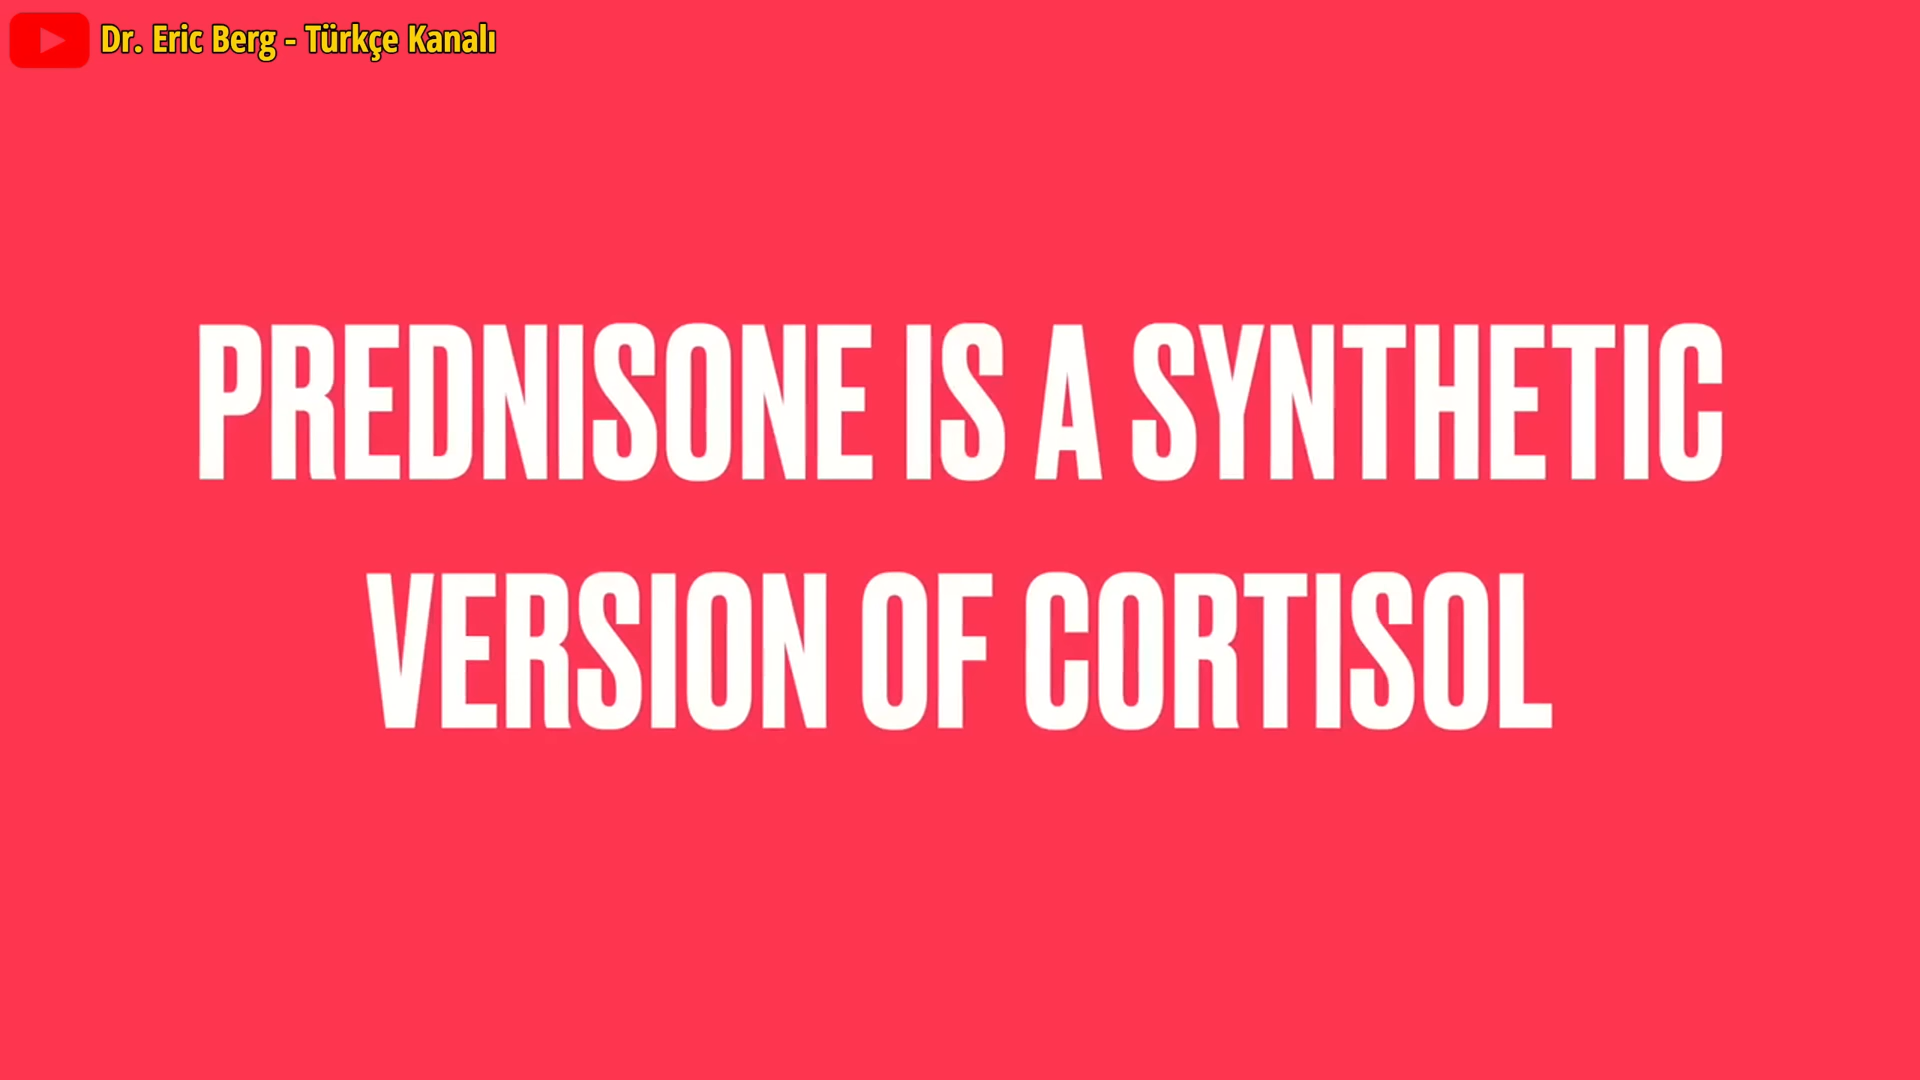 Dr. Eric Berg - Türkçe Kanalı
PREDNISONE IS A SYNTHETIC
VERSION OF CORTISOL